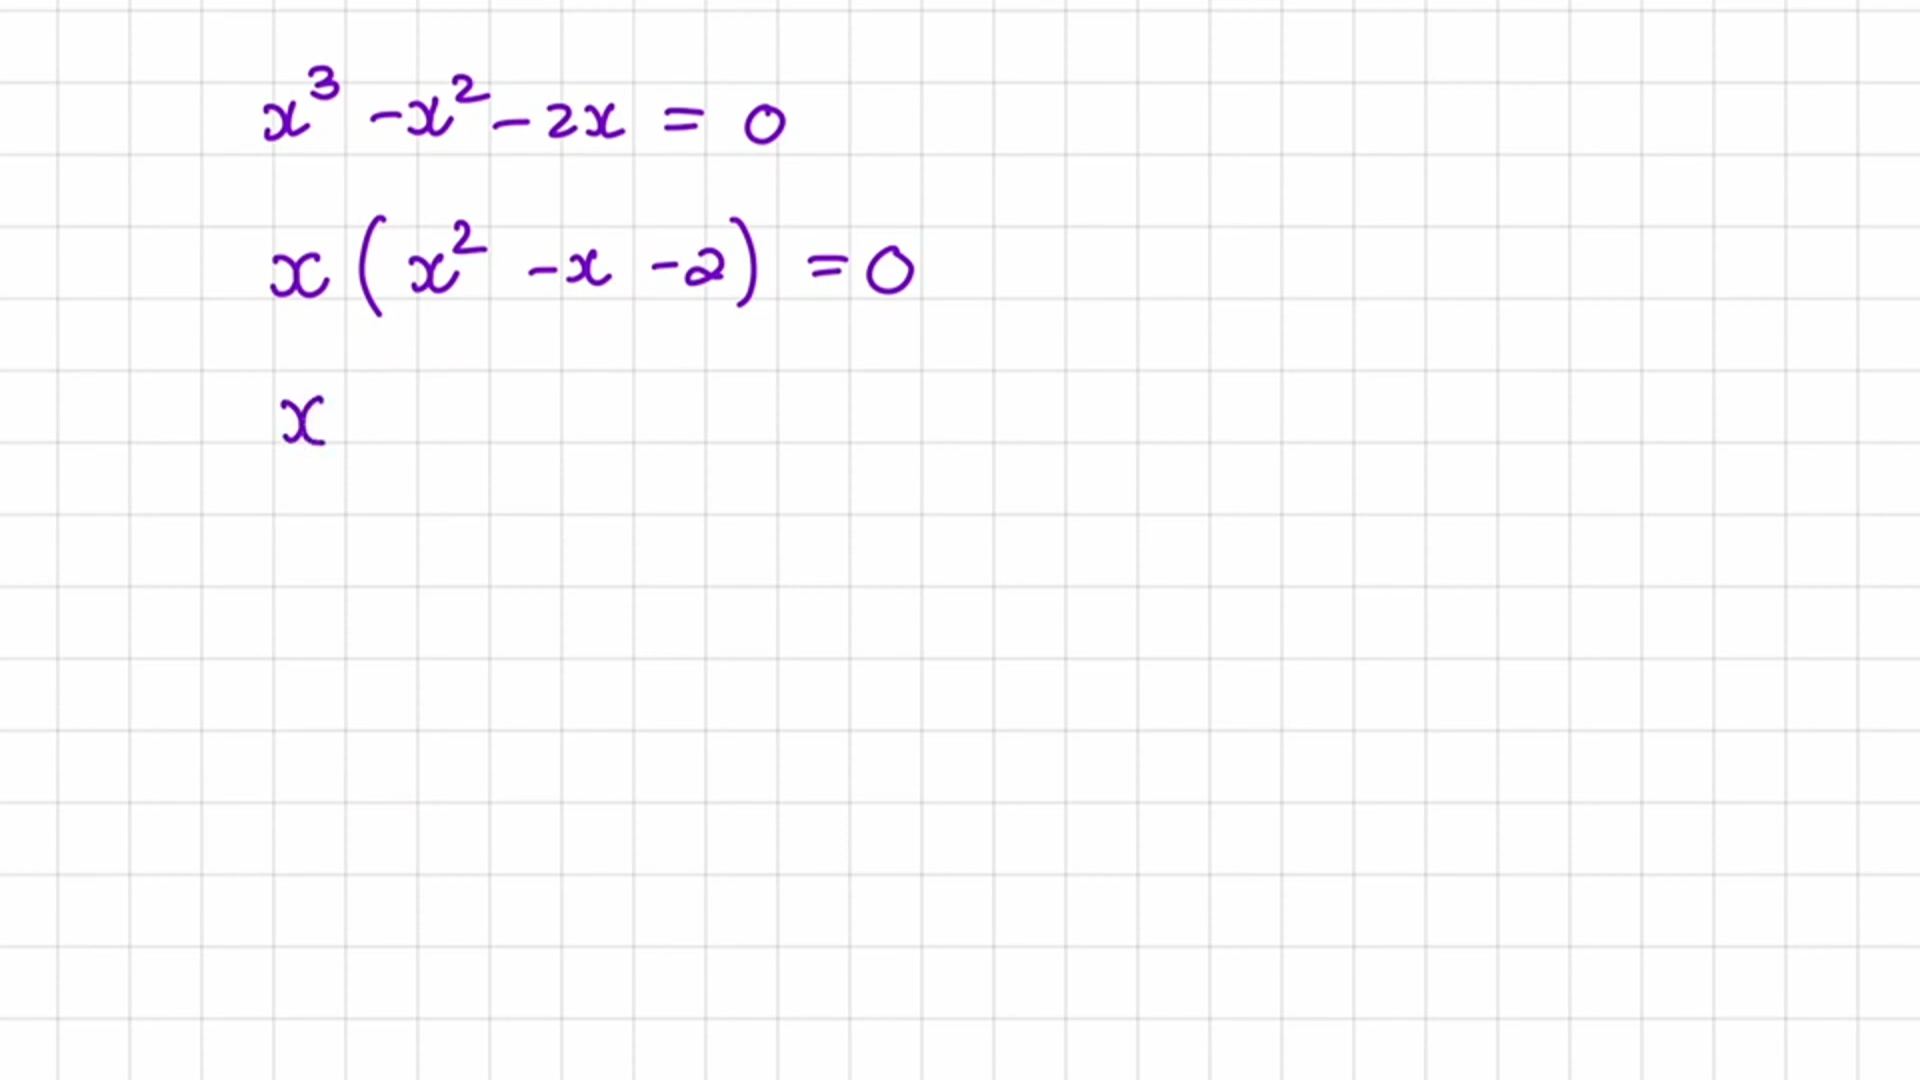 x³ -x² - 2x = 0
x (x² -x -2) = 0
x